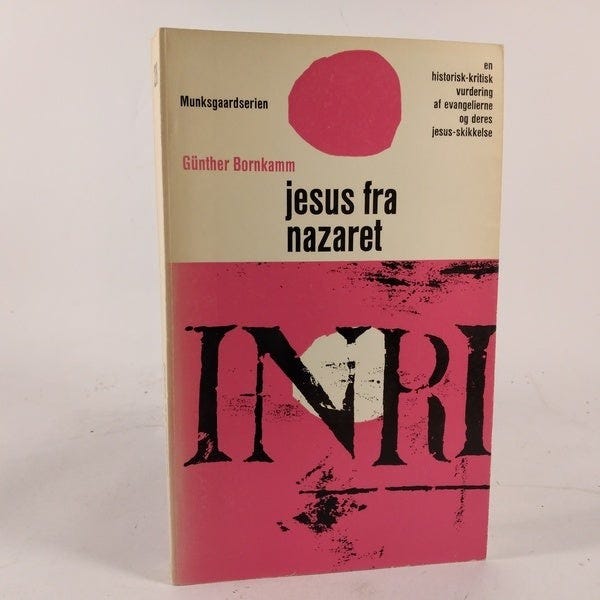 Munksgaardserien
en
historisk-kritisk
vurdering
af evangelierne
og deres
jesus-skikkelse
Günther Bornkamm
jesus fra
nazaret
INRI